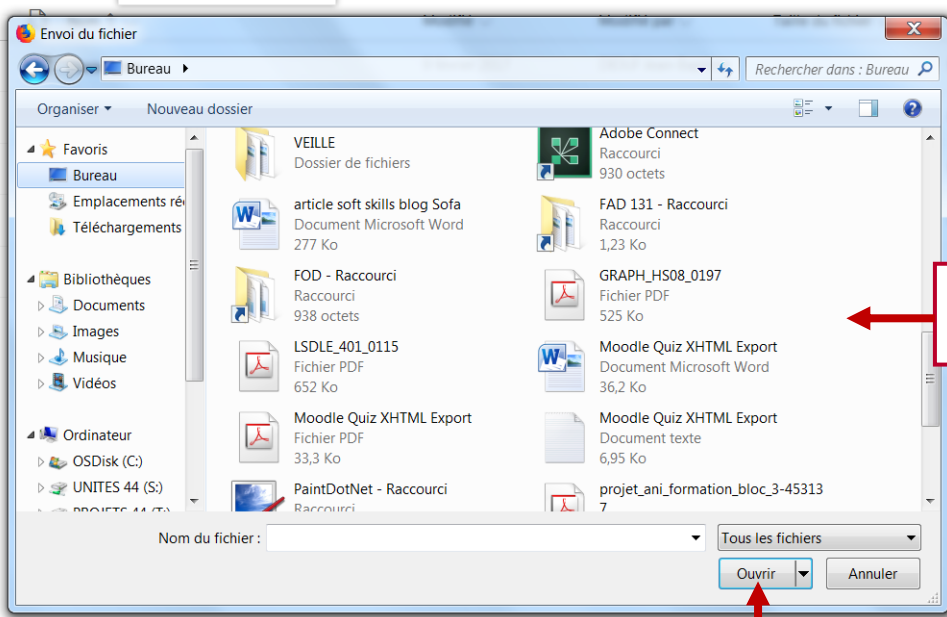 Envoi du fichier
Bureau
Rechercher dans : Bureau
Organiser
Nouveau dossier
Favoris
Bureau
Emplacements ré
Téléchargements
Bibliothèques
Documents
Images
Musique
Vidéos
Ordinateur
OSDisk (C:)
UNITES 44 (S:)
PROJETS 44 (T:)
VEILLE
Dossier de fichiers
Adobe Connect
Raccourci
930 octets
article soft skills blog Sofa
Document Microsoft Word
277 Ko
FAD 131 - Raccourci
Raccourci
1,23 Ko
FOD - Raccourci
Raccourci
938 octets
GRAPH_HS08_0197
Fichier PDF
525 Ko
LSDLE_401_0115
Fichier PDF
652 Ko
Moodle Quiz XHTML Export
Document Microsoft Word
36,2 Ko
Moodle Quiz XHTML Export
Fichier PDF
33,3 Ko
Moodle Quiz XHTML Export
Document texte
6,95 Ko
PaintDotNet - Raccourci
Raccourci
projet_ani_formation_bloc_3-45313
7
Nom du fichier :
Tous les fichiers
Ouvrir
Annuler